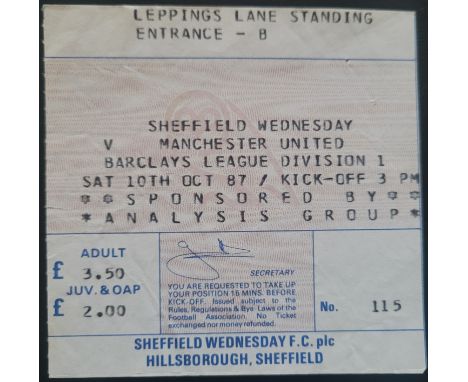 LEPPINGS LANE STANDING
ENTRANCE - B
SHEFFIELD WEDNESDAY
V MANCHESTER UNITED
BARCLAYS LEAGUE DIVISION 1
SAT 10TH OCT 87 / KICK-OFF 3 PM
* * SPONSORED BY * *
* ANALYSIS GROUP *
ADULT
£ 3.50
JUV. & OAP
£ 2.00
SECRETARY
YOU ARE REQUESTED TO TAKE UP
YOUR POSITION 15 MINS. BEFORE
KICK OFF. Issued subject to the
Rules, Regulations & Bye-Laws of the
Football Association. No Ticket
exchanged nor money refunded.
No. 115
SHEFFIELD WEDNESDAY F.C. plc
HILLSBOROUGH, SHEFFIELD